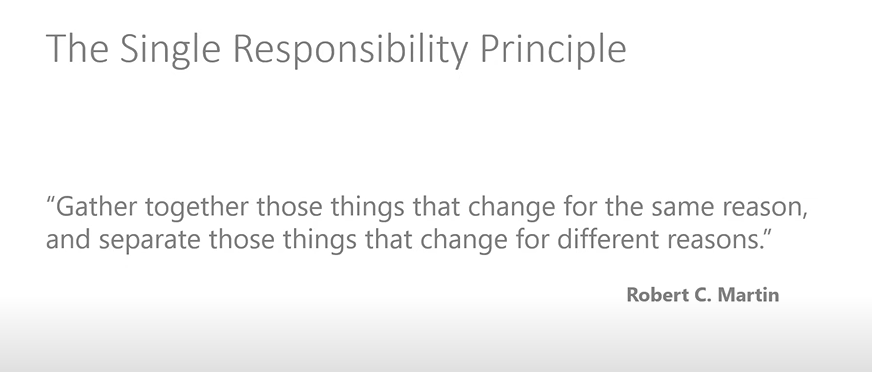 The Single Responsibility Principle
“Gather together those things that change for the same reason,
and separate those things that change for different reasons.”
Robert C. Martin